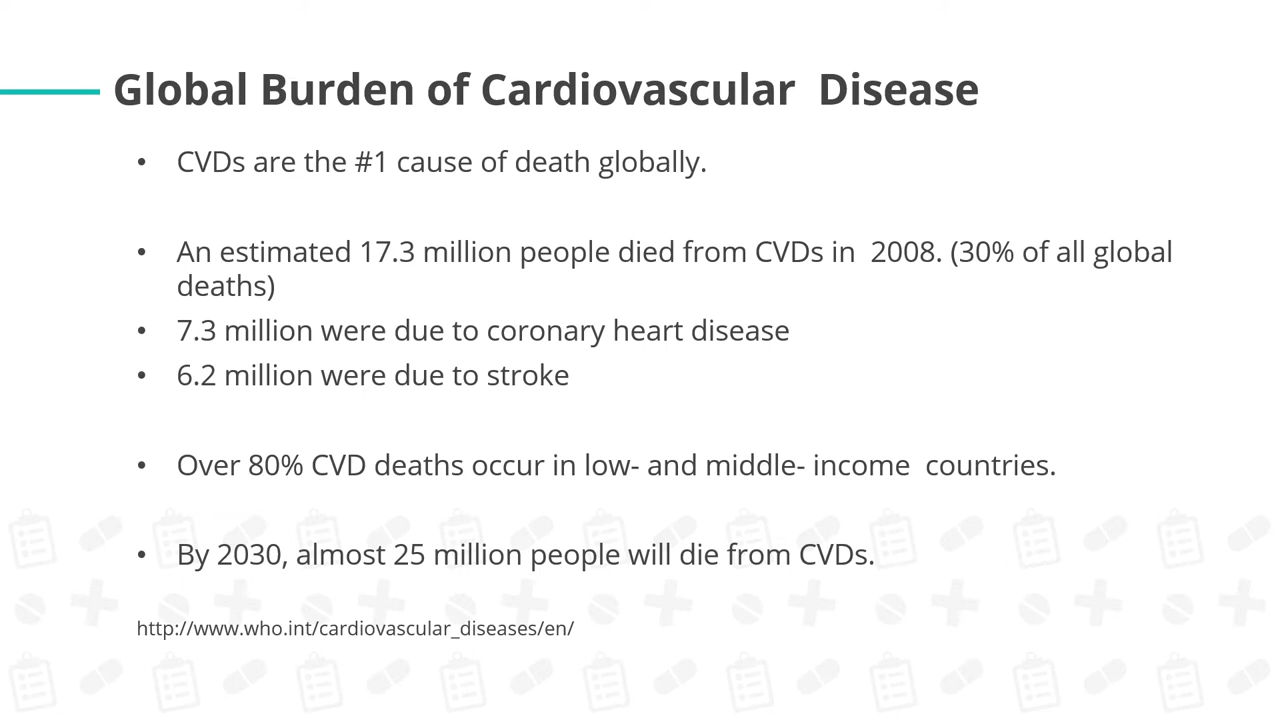 Global Burden of Cardiovascular  Disease
• CVDs are the #1 cause of death globally.
• An estimated 17.3 million people died from CVDs in  2008. (30% of all global
deaths)
• 7.3 million were due to coronary heart disease
• 6.2 million were due to stroke
• Over 80% CVD deaths occur in low- and middle- income  countries.
• By 2030, almost 25 million people will die from CVDs.
http://www.who.int/cardiovascular_diseases/en/